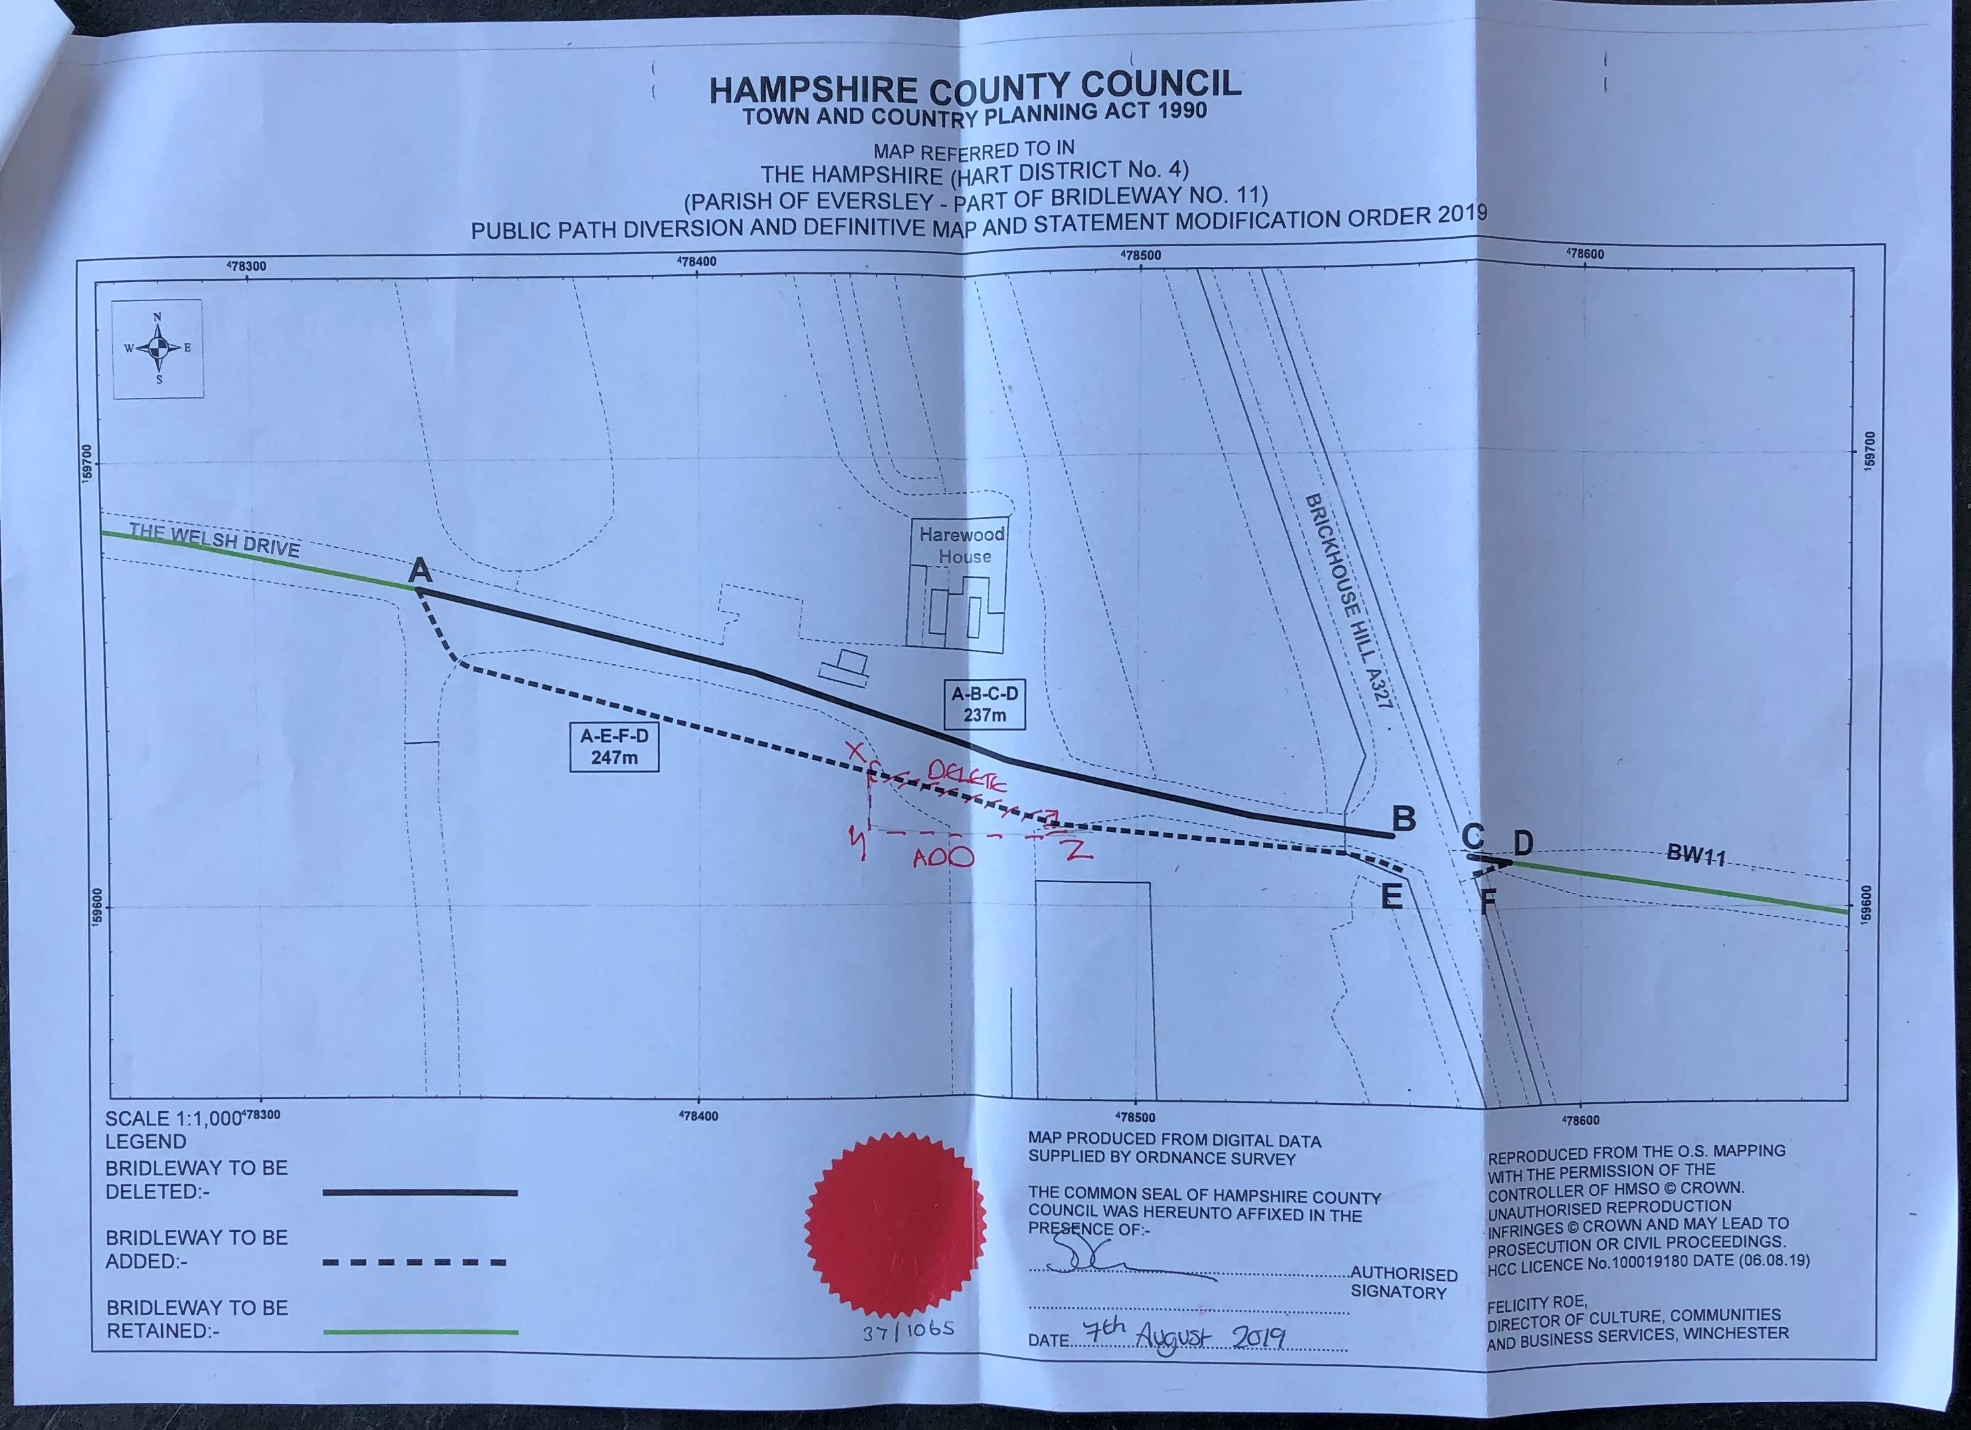 HAMPSHIRE COUNTY COUNCIL
TOWN AND COUNTRY PLANNING ACT 1990
MAP REFERRED TO IN
THE HAMPSHIRE (HART DISTRICT No. 4)
(PARISH OF EVERSLEY - PART OF BRIDLEWAY NO. 11)
PUBLIC PATH DIVERSION AND DEFINITIVE MAP AND STATEMENT MODIFICATION ORDER 2019
478300
478400
478500
478600
N
W E
S
159700
159700
THE WELSH DRIVE
A
Harewood
House
BRICKHOUSE HILL A327
A-B-C-D
237m
A-E-F-D
247m
X
DELETE
B
C
D
BW11
Y
ADD
Z
E
F
159600
159600
478300
478400
478500
478600
SCALE 1:1,000
LEGEND
BRIDLEWAY TO BE
DELETED:-
BRIDLEWAY TO BE
ADDED:-
BRIDLEWAY TO BE
RETAINED:-
37/1065
MAP PRODUCED FROM DIGITAL DATA
SUPPLIED BY ORDNANCE SURVEY
THE COMMON SEAL OF HAMPSHIRE COUNTY
COUNCIL WAS HEREUNTO AFFIXED IN THE
PRESENCE OF:-
AUTHORISED
SIGNATORY
DATE 7th August 2019
REPRODUCED FROM THE O.S. MAPPING
WITH THE PERMISSION OF THE
CONTROLLER OF HMSO © CROWN.
UNAUTHORISED REPRODUCTION
INFRINGES © CROWN AND MAY LEAD TO
PROSECUTION OR CIVIL PROCEEDINGS.
HCC LICENCE No.100019180 DATE (06.08.19)
FELICITY ROE,
DIRECTOR OF CULTURE, COMMUNITIES
AND BUSINESS SERVICES, WINCHESTER